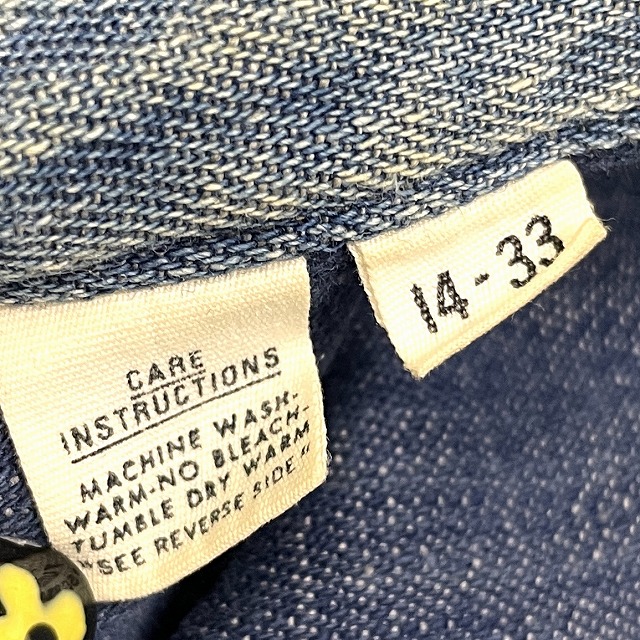 CARE
INSTRUCTIONS
MACHINE WASH-
WARM-NO BLEACH-
TUMBLE DRY WARM
"SEE REVERSE SIDE"
14-33